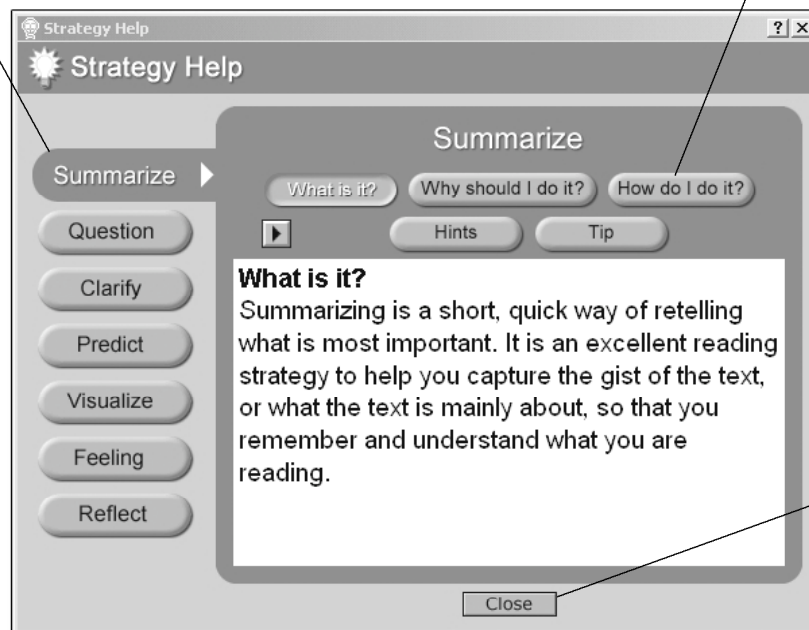 Strategy Help
Strategy Help
Summarize
Summarize
What is it? Why should I do it? How do I do it?
Question
Hints Tip
Clarify
Predict
Visualize
Feeling
Reflect
What is it?
Summarizing is a short, quick way of retelling
what is most important. It is an excellent reading
strategy to help you capture the gist of the text,
or what the text is mainly about, so that you
remember and understand what you are
reading.
Close